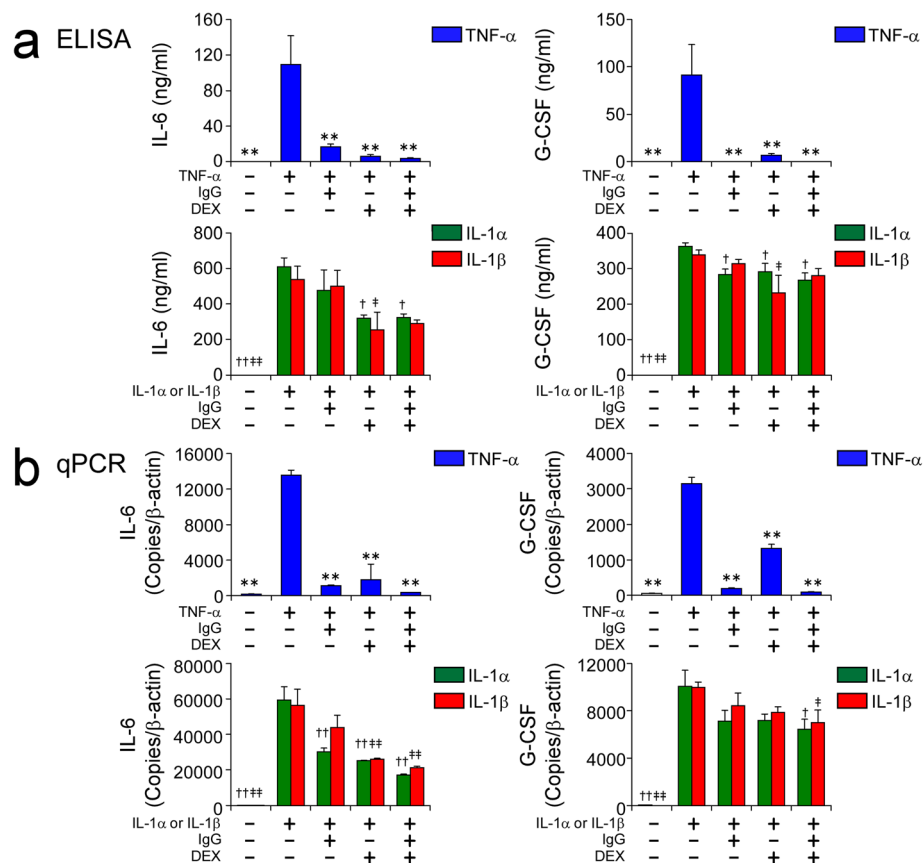 a ELISA
IL-6 (ng/ml)
160
120
80
40
0
TNF-α
** ** ** **
TNF-α − + + + +
IgG − − + − +
DEX − − − + +
G-CSF (ng/ml)
150
100
50
0
TNF-α
** ** ** **
TNF-α − + + + +
IgG − − + − +
DEX − − − + +
IL-6 (ng/ml)
800
600
400
200
0
IL-1α
IL-1β
††‡‡ † ‡ †
IL-1α or IL-1β − + + + +
IgG − − + − +
DEX − − − + +
G-CSF (ng/ml)
400
300
200
100
0
IL-1α
IL-1β
††‡‡ † † ‡ †
IL-1α or IL-1β − + + + +
IgG − − + − +
DEX − − − + +
b qPCR
IL-6
(Copies/β-actin)
16000
12000
8000
4000
0
TNF-α
** ** ** **
TNF-α − + + + +
IgG − − + − +
DEX − − − + +
G-CSF
(Copies/β-actin)
4000
3000
2000
1000
0
TNF-α
** ** ** **
TNF-α − + + + +
IgG − − + − +
DEX − − − + +
IL-6
(Copies/β-actin)
80000
60000
40000
20000
0
IL-1α
IL-1β
††‡‡ †† ††‡‡ ††‡‡
IL-1α or IL-1β − + + + +
IgG − − + − +
DEX − − − + +
G-CSF
(Copies/β-actin)
12000
8000
4000
0
IL-1α
IL-1β
††‡‡ † ‡
IL-1α or IL-1β − + + + +
IgG − − + − +
DEX − − − + +